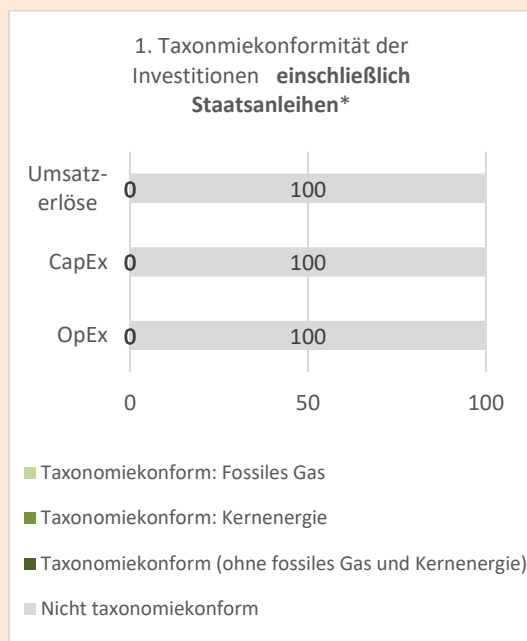 1. Taxonmiekonformität der
Investitionen einschließlich
Staatsanleihen*
Umsatz-
erlöse
0 100
CapEx 0 100
OpEx 0 100
0 50 100
Taxonomiekonform: Fossiles Gas
Taxonomiekonform: Kernenergie
Taxonomiekonform (ohne fossiles Gas und Kernenergie)
Nicht taxonomiekonform